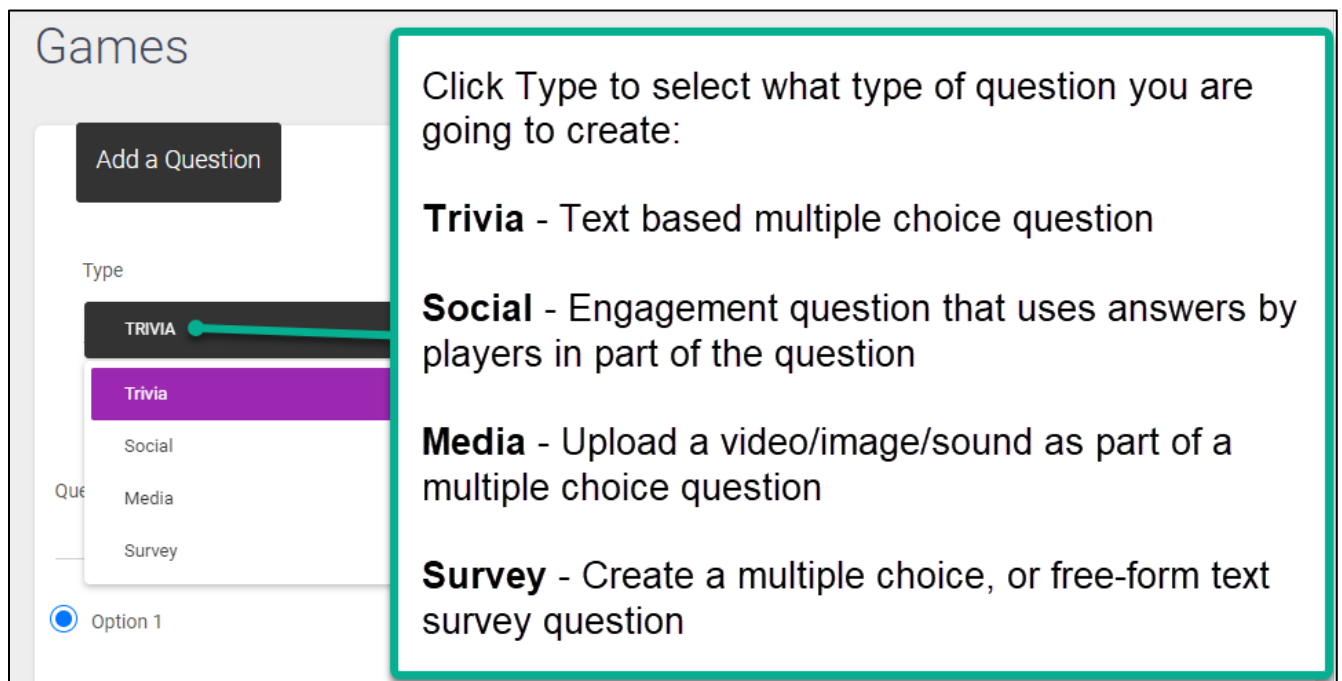 Games
Add a Question
Type
TRIVIA
Trivia
Social
Media
Survey
Option 1
Click Type to select what type of question you are
going to create:
Trivia - Text based multiple choice question
Social - Engagement question that uses answers by
players in part of the question
Media - Upload a video/image/sound as part of a
multiple choice question
Survey - Create a multiple choice, or free-form text
survey question